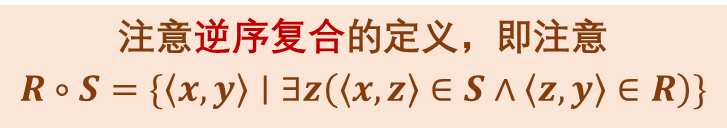 注意逆序复合的定义，即注意
R ∘ S = {⟨x, y⟩ | ∃z(⟨x, z⟩ ∈ S ∧ ⟨z, y⟩ ∈ R)}